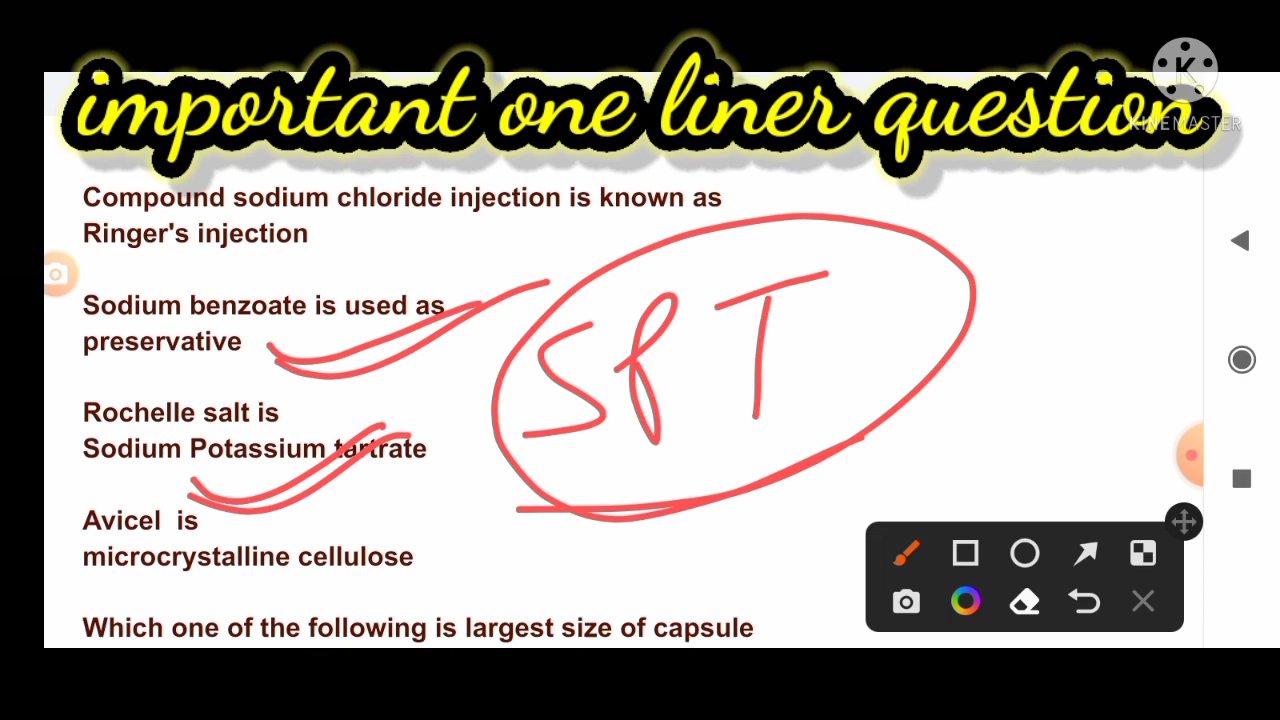 important one liner question
K
KINEMASTER
Compound sodium chloride injection is known as
Ringer's injection
Sodium benzoate is used as
preservative
SPT
Rochelle salt is
Sodium Potassium tartrate
Avicel is
microcrystalline cellulose
Which one of the following is largest size of capsule